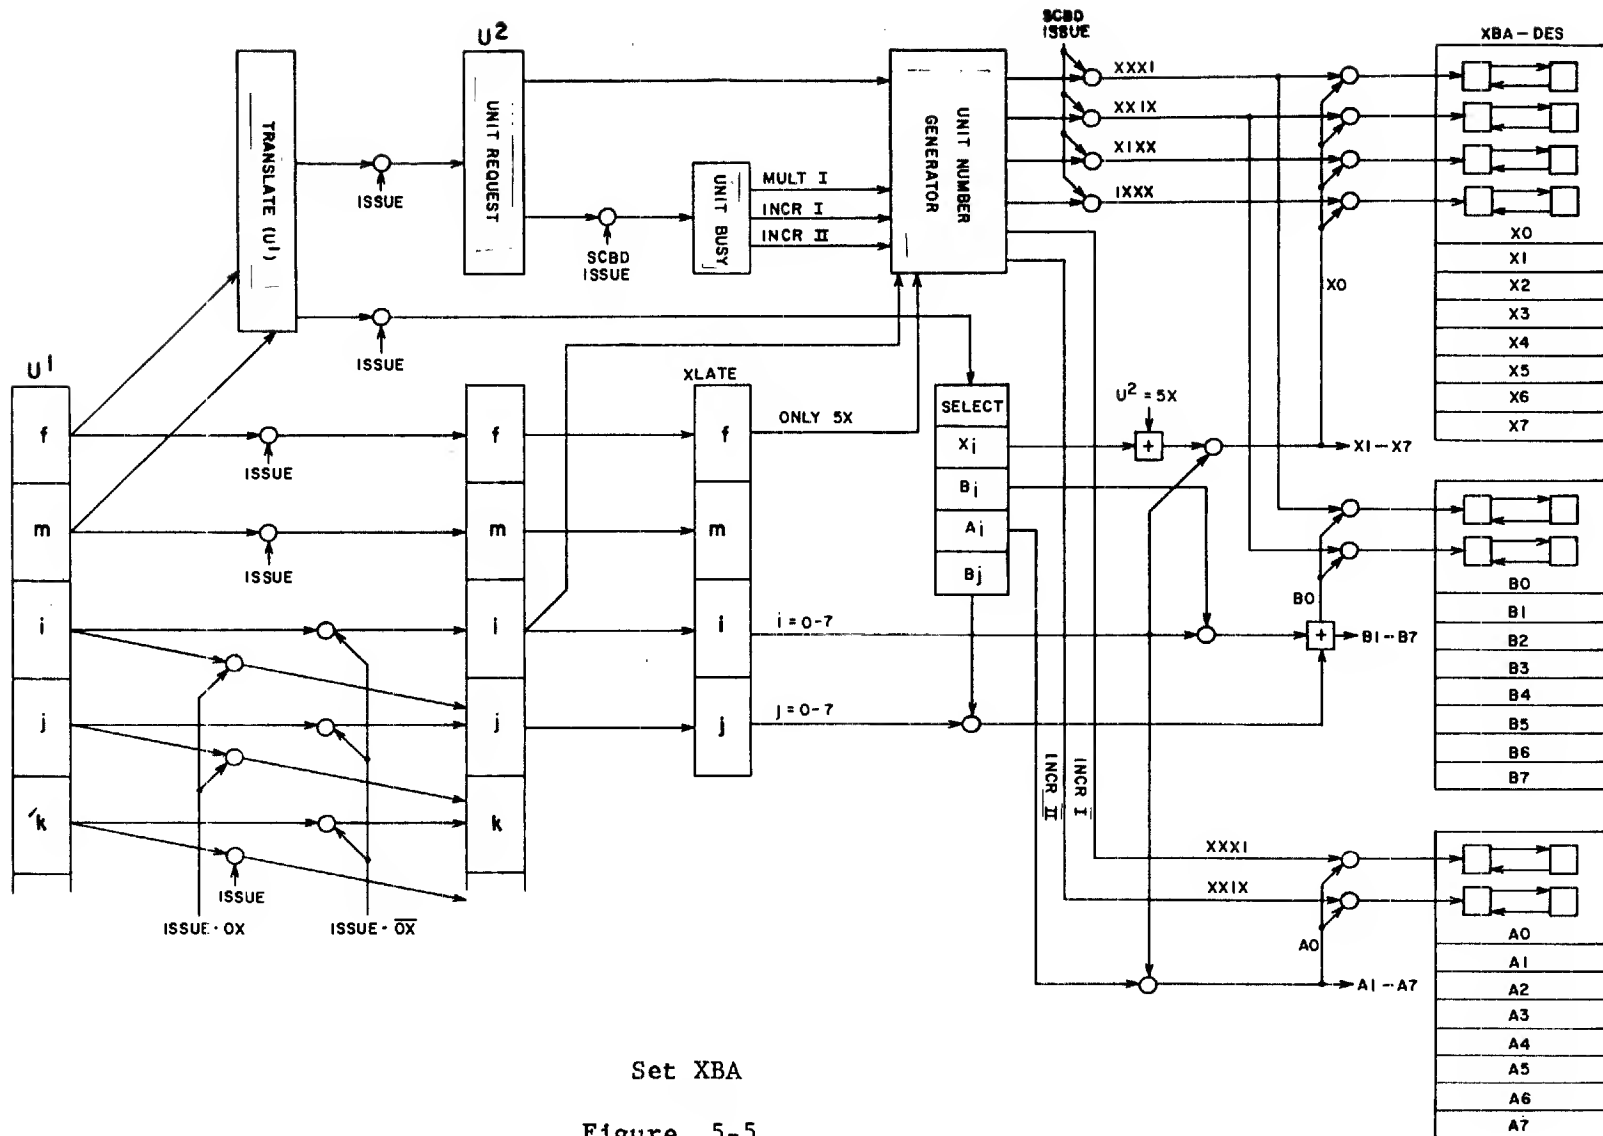 U²
SCBD
ISSUE
XBA-DES
TRANSLATE (U¹)
UNIT REQUEST
UNIT NUMBER
GENERATOR
XXX1
XX1X
X1XX
1XXX
ISSUE
SCBD
ISSUE
UNIT BUSY
MULT I
INCR I
INCR II
X0
X0
X1
X2
X3
X4
X5
X6
X7
ISSUE
U¹
XLATE
f
ISSUE
f
f
ONLY 5X
SELECT
Xi
Bi
Ai
Bj
U² = 5X
+
X1-X7
m
ISSUE
m
m
i
i
i
i = 0-7
B0
+
B1-B7
B0
B1
B2
B3
B4
B5
B6
B7
j
j
j
j = 0-7
INCR II
INCR I
k
k
ISSUE
ISSUE · 0X
ISSUE · 0X̅
XXX1
XX1X
A0
A1-A7
A0
A1
A2
A3
A4
A5
A6
A7
Set XBA
Figure 5-5